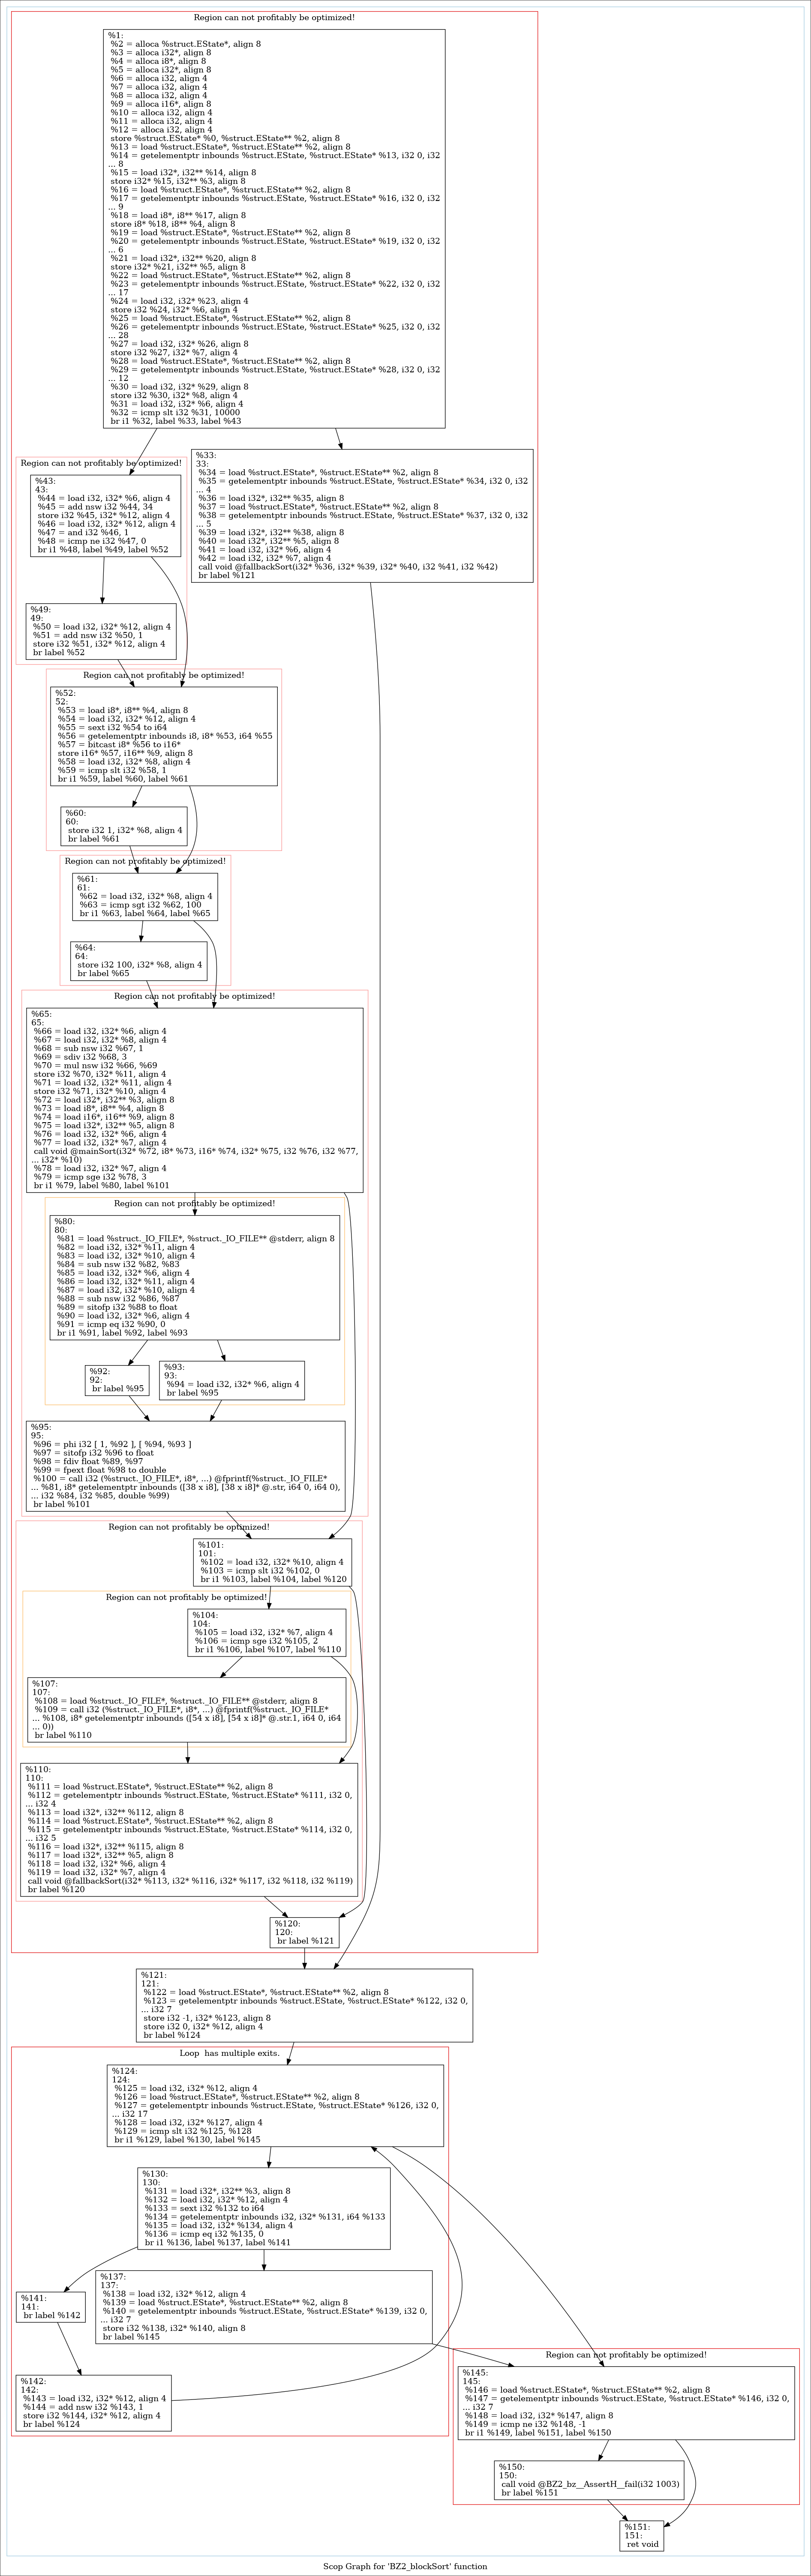 Region can not profitably be optimized!
%1:
%2 = alloca %struct.EState*, align 8
%3 = alloca i32*, align 8
%4 = alloca i8*, align 8
%5 = alloca i32*, align 8
%6 = alloca i32, align 4
%7 = alloca i32, align 4
%8 = alloca i32, align 4
%9 = alloca i16*, align 8
%10 = alloca i32, align 4
%11 = alloca i32, align 4
%12 = alloca i32, align 4
store %struct.EState* %0, %struct.EState** %2, align 8
%13 = load %struct.EState*, %struct.EState** %2, align 8
%14 = getelementptr inbounds %struct.EState, %struct.EState* %13, i32 0, i32
... 8
%15 = load i32*, i32** %14, align 8
store i32* %15, i32** %3, align 8
%16 = load %struct.EState*, %struct.EState** %2, align 8
%17 = getelementptr inbounds %struct.EState, %struct.EState* %16, i32 0, i32
... 9
%18 = load i8*, i8** %17, align 8
store i8* %18, i8** %4, align 8
%19 = load %struct.EState*, %struct.EState** %2, align 8
%20 = getelementptr inbounds %struct.EState, %struct.EState* %19, i32 0, i32
... 6
%21 = load i32*, i32** %20, align 8
store i32* %21, i32** %5, align 8
%22 = load %struct.EState*, %struct.EState** %2, align 8
%23 = getelementptr inbounds %struct.EState, %struct.EState* %22, i32 0, i32
... 17
%24 = load i32, i32* %23, align 4
store i32 %24, i32* %6, align 4
%25 = load %struct.EState*, %struct.EState** %2, align 8
%26 = getelementptr inbounds %struct.EState, %struct.EState* %25, i32 0, i32
... 28
%27 = load i32, i32* %26, align 8
store i32 %27, i32* %7, align 4
%28 = load %struct.EState*, %struct.EState** %2, align 8
%29 = getelementptr inbounds %struct.EState, %struct.EState* %28, i32 0, i32
... 12
%30 = load i32, i32* %29, align 8
store i32 %30, i32* %8, align 4
%31 = load i32, i32* %6, align 4
%32 = icmp slt i32 %31, 10000
br i1 %32, label %33, label %43
%33:
33:
%34 = load %struct.EState*, %struct.EState** %2, align 8
%35 = getelementptr inbounds %struct.EState, %struct.EState* %34, i32 0, i32
... 4
%36 = load i32*, i32** %35, align 8
%37 = load %struct.EState*, %struct.EState** %2, align 8
%38 = getelementptr inbounds %struct.EState, %struct.EState* %37, i32 0, i32
... 5
%39 = load i32*, i32** %38, align 8
%40 = load i32*, i32** %5, align 8
%41 = load i32, i32* %6, align 4
%42 = load i32, i32* %7, align 4
call void @fallbackSort(i32* %36, i32* %39, i32* %40, i32 %41, i32 %42)
br label %121
Region can not profitably be optimized!
%43:
43:
%44 = load i32, i32* %6, align 4
%45 = add nsw i32 %44, 34
store i32 %45, i32* %12, align 4
%46 = load i32, i32* %12, align 4
%47 = and i32 %46, 1
%48 = icmp ne i32 %47, 0
br i1 %48, label %49, label %52
%49:
49:
%50 = load i32, i32* %12, align 4
%51 = add nsw i32 %50, 1
store i32 %51, i32* %12, align 4
br label %52
Region can not profitably be optimized!
%52:
52:
%53 = load i8*, i8** %4, align 8
%54 = load i32, i32* %12, align 4
%55 = sext i32 %54 to i64
%56 = getelementptr inbounds i8, i8* %53, i64 %55
%57 = bitcast i8* %56 to i16*
store i16* %57, i16** %9, align 8
%58 = load i32, i32* %8, align 4
%59 = icmp slt i32 %58, 1
br i1 %59, label %60, label %61
%60:
60:
store i32 1, i32* %8, align 4
br label %61
Region can not profitably be optimized!
%61:
61:
%62 = load i32, i32* %8, align 4
%63 = icmp sgt i32 %62, 100
br i1 %63, label %64, label %65
%64:
64:
store i32 100, i32* %8, align 4
br label %65
Region can not profitably be optimized!
%65:
65:
%66 = load i32, i32* %6, align 4
%67 = load i32, i32* %8, align 4
%68 = sub nsw i32 %67, 1
%69 = sdiv i32 %68, 3
%70 = mul nsw i32 %66, %69
store i32 %70, i32* %11, align 4
%71 = load i32, i32* %11, align 4
store i32 %71, i32* %10, align 4
%72 = load i32*, i32** %3, align 8
%73 = load i8*, i8** %4, align 8
%74 = load i16*, i16** %9, align 8
%75 = load i32*, i32** %5, align 8
%76 = load i32, i32* %6, align 4
%77 = load i32, i32* %7, align 4
call void @mainSort(i32* %72, i8* %73, i16* %74, i32* %75, i32 %76, i32 %77,
... i32* %10)
%78 = load i32, i32* %7, align 4
%79 = icmp sge i32 %78, 3
br i1 %79, label %80, label %101
Region can not profitably be optimized!
%80:
80:
%81 = load %struct._IO_FILE*, %struct._IO_FILE** @stderr, align 8
%82 = load i32, i32* %11, align 4
%83 = load i32, i32* %10, align 4
%84 = sub nsw i32 %82, %83
%85 = load i32, i32* %6, align 4
%86 = load i32, i32* %11, align 4
%87 = load i32, i32* %10, align 4
%88 = sub nsw i32 %86, %87
%89 = sitofp i32 %88 to float
%90 = load i32, i32* %6, align 4
%91 = icmp eq i32 %90, 0
br i1 %91, label %92, label %93
%92:
92:
br label %95
%93:
93:
%94 = load i32, i32* %6, align 4
br label %95
%95:
95:
%96 = phi i32 [ 1, %92 ], [ %94, %93 ]
%97 = sitofp i32 %96 to float
%98 = fdiv float %89, %97
%99 = fpext float %98 to double
%100 = call i32 (%struct._IO_FILE*, i8*, ...) @fprintf(%struct._IO_FILE*
... %81, i8* getelementptr inbounds ([38 x i8], [38 x i8]* @.str, i64 0, i64 0),
... i32 %84, i32 %85, double %99)
br label %101
Region can not profitably be optimized!
%101:
101:
%102 = load i32, i32* %10, align 4
%103 = icmp slt i32 %102, 0
br i1 %103, label %104, label %120
Region can not profitably be optimized!
%104:
104:
%105 = load i32, i32* %7, align 4
%106 = icmp sge i32 %105, 2
br i1 %106, label %107, label %110
%107:
107:
%108 = load %struct._IO_FILE*, %struct._IO_FILE** @stderr, align 8
%109 = call i32 (%struct._IO_FILE*, i8*, ...) @fprintf(%struct._IO_FILE*
... %108, i8* getelementptr inbounds ([54 x i8], [54 x i8]* @.str.1, i64 0, i64
... 0))
br label %110
%110:
110:
%111 = load %struct.EState*, %struct.EState** %2, align 8
%112 = getelementptr inbounds %struct.EState, %struct.EState* %111, i32 0,
... i32 4
%113 = load i32*, i32** %112, align 8
%114 = load %struct.EState*, %struct.EState** %2, align 8
%115 = getelementptr inbounds %struct.EState, %struct.EState* %114, i32 0,
... i32 5
%116 = load i32*, i32** %115, align 8
%117 = load i32*, i32** %5, align 8
%118 = load i32, i32* %6, align 4
%119 = load i32, i32* %7, align 4
call void @fallbackSort(i32* %113, i32* %116, i32* %117, i32 %118, i32 %119)
br label %120
%120:
120:
br label %121
%121:
121:
%122 = load %struct.EState*, %struct.EState** %2, align 8
%123 = getelementptr inbounds %struct.EState, %struct.EState* %122, i32 0,
... i32 7
store i32 -1, i32* %123, align 8
store i32 0, i32* %12, align 4
br label %124
Loop  has multiple exits.
%124:
124:
%125 = load i32, i32* %12, align 4
%126 = load %struct.EState*, %struct.EState** %2, align 8
%127 = getelementptr inbounds %struct.EState, %struct.EState* %126, i32 0,
... i32 17
%128 = load i32, i32* %127, align 4
%129 = icmp slt i32 %125, %128
br i1 %129, label %130, label %145
%130:
130:
%131 = load i32*, i32** %3, align 8
%132 = load i32, i32* %12, align 4
%133 = sext i32 %132 to i64
%134 = getelementptr inbounds i32, i32* %131, i64 %133
%135 = load i32, i32* %134, align 4
%136 = icmp eq i32 %135, 0
br i1 %136, label %137, label %141
%137:
137:
%138 = load i32, i32* %12, align 4
%139 = load %struct.EState*, %struct.EState** %2, align 8
%140 = getelementptr inbounds %struct.EState, %struct.EState* %139, i32 0,
... i32 7
store i32 %138, i32* %140, align 8
br label %145
%141:
141:
br label %142
%142:
142:
%143 = load i32, i32* %12, align 4
%144 = add nsw i32 %143, 1
store i32 %144, i32* %12, align 4
br label %124
Region can not profitably be optimized!
%145:
145:
%146 = load %struct.EState*, %struct.EState** %2, align 8
%147 = getelementptr inbounds %struct.EState, %struct.EState* %146, i32 0,
... i32 7
%148 = load i32, i32* %147, align 8
%149 = icmp ne i32 %148, -1
br i1 %149, label %151, label %150
%150:
150:
call void @BZ2_bz__AssertH__fail(i32 1003)
br label %151
%151:
151:
ret void
Scop Graph for 'BZ2_blockSort' function